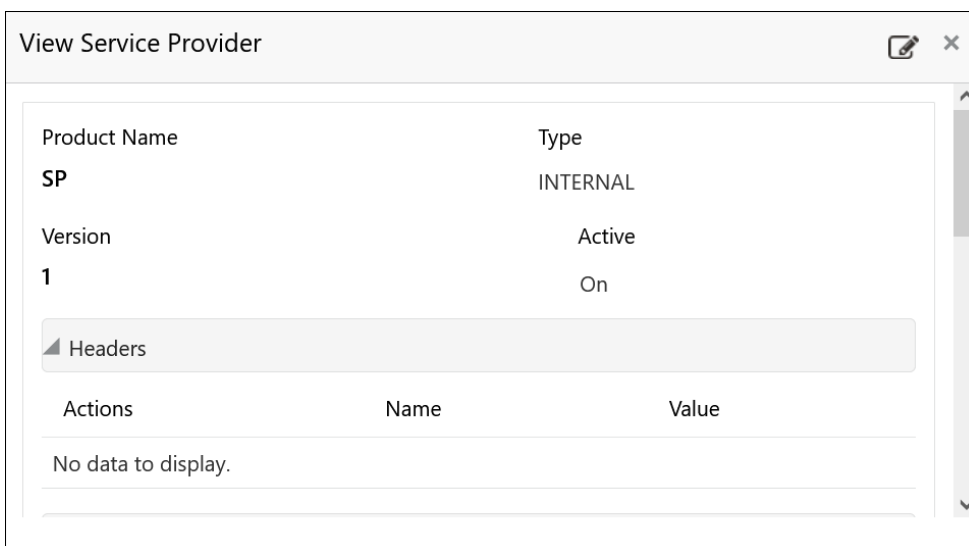 View Service Provider
Product Name Type
SP INTERNAL
Version Active
1 On
Headers
Actions Name Value
No data to display.